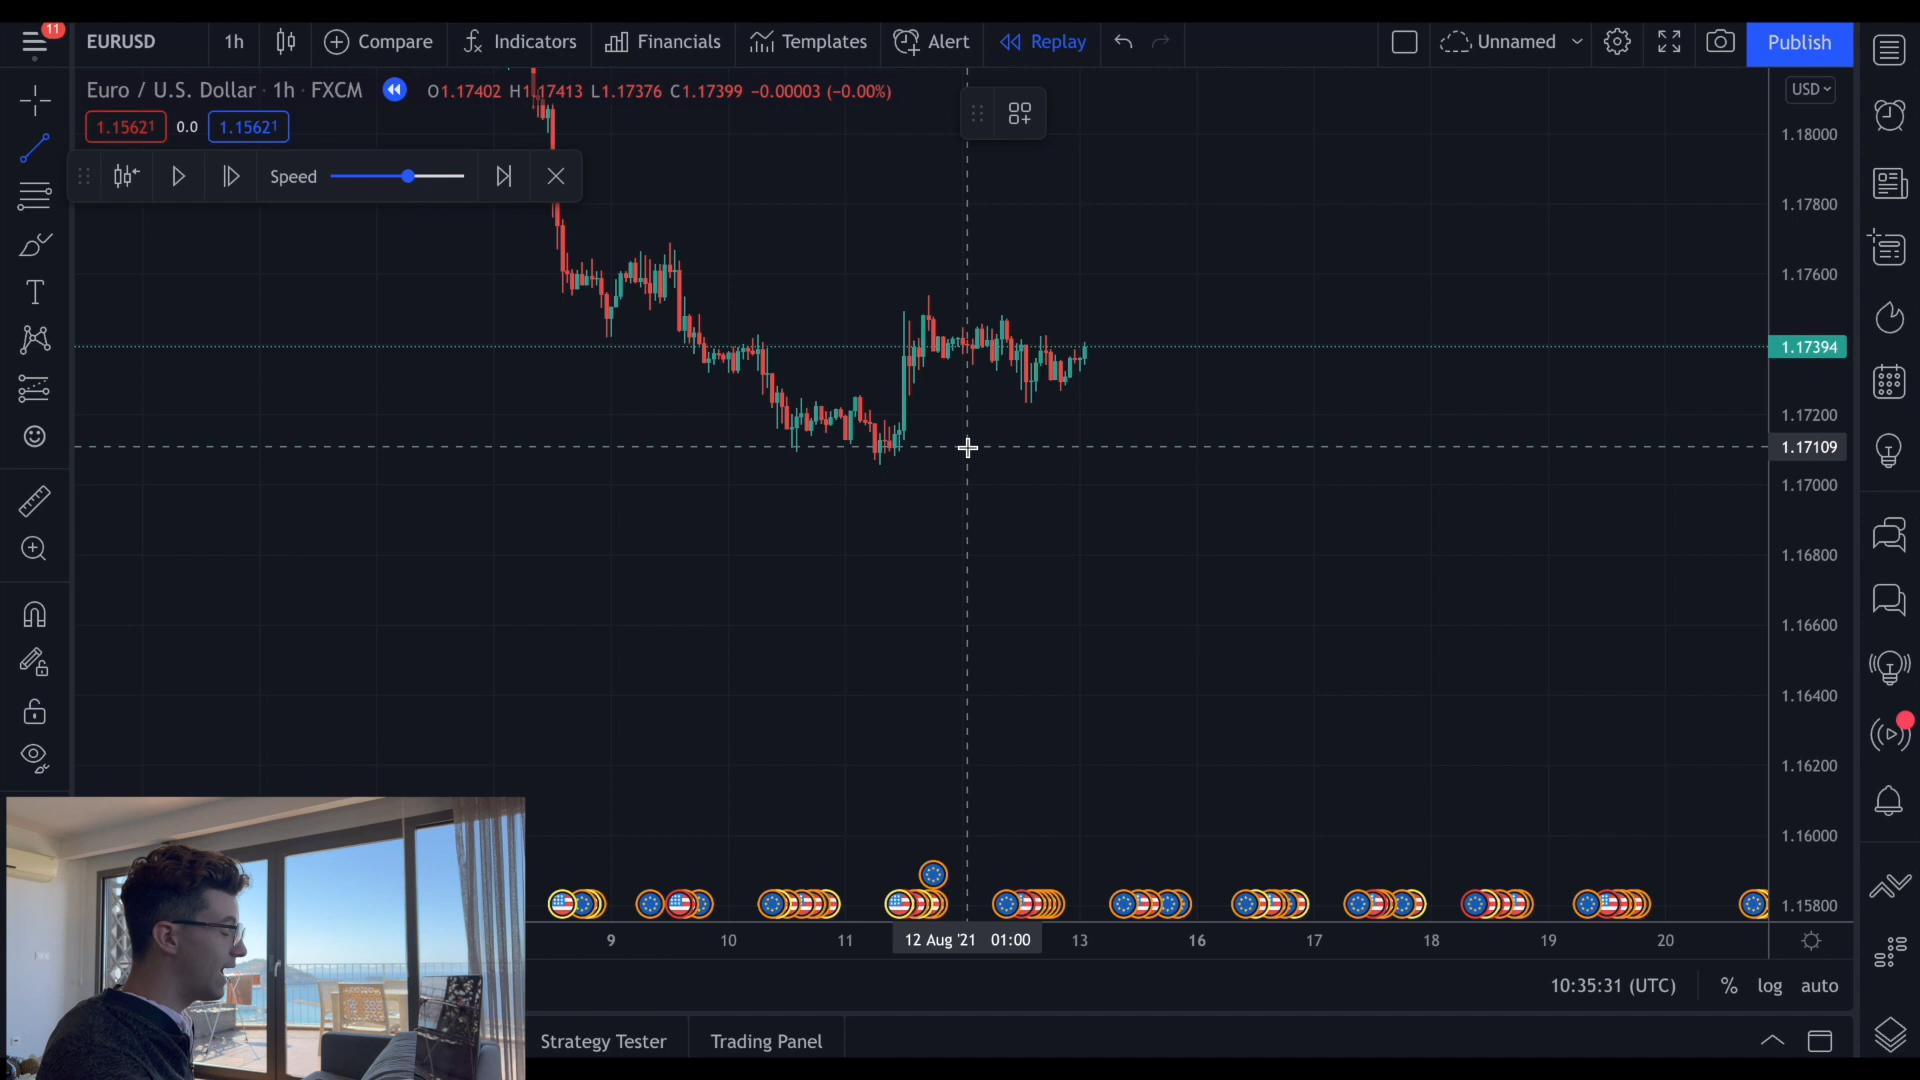 11
EURUSD 1h Compare Indicators Financials Templates Alert Replay Unnamed Publish
Euro / U.S. Dollar · 1h · FXCM O1.17402 H1.17413 L1.17376 C1.17399 −0.00003 (−0.00%)
USD
1.15621 0.0 1.15621
1.18000
Speed
1.17800
1.17600
1.17394
1.17200
1.17109
1.17000
1.16800
1.16600
1.16400
1.16200
1.16000
1.15800
9 10 11 12 Aug '21 01:00 13 16 17 18 19 20
10:35:31 (UTC) % log auto
Strategy Tester Trading Panel